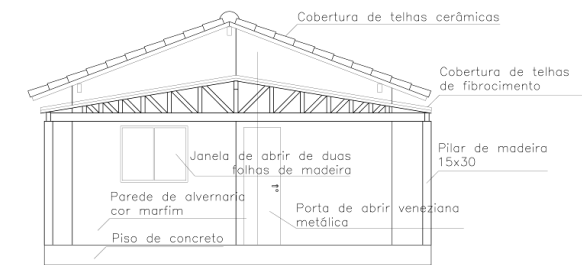 Cobertura de telhas cerâmicas
Cobertura de telhas
de fibrocimento
Janela de abrir de duas
folhas de madeira
Pilar de madeira
15x30
Parede de alvernaria
cor marfim
Porta de abrir veneziana
metálica
Piso de concreto